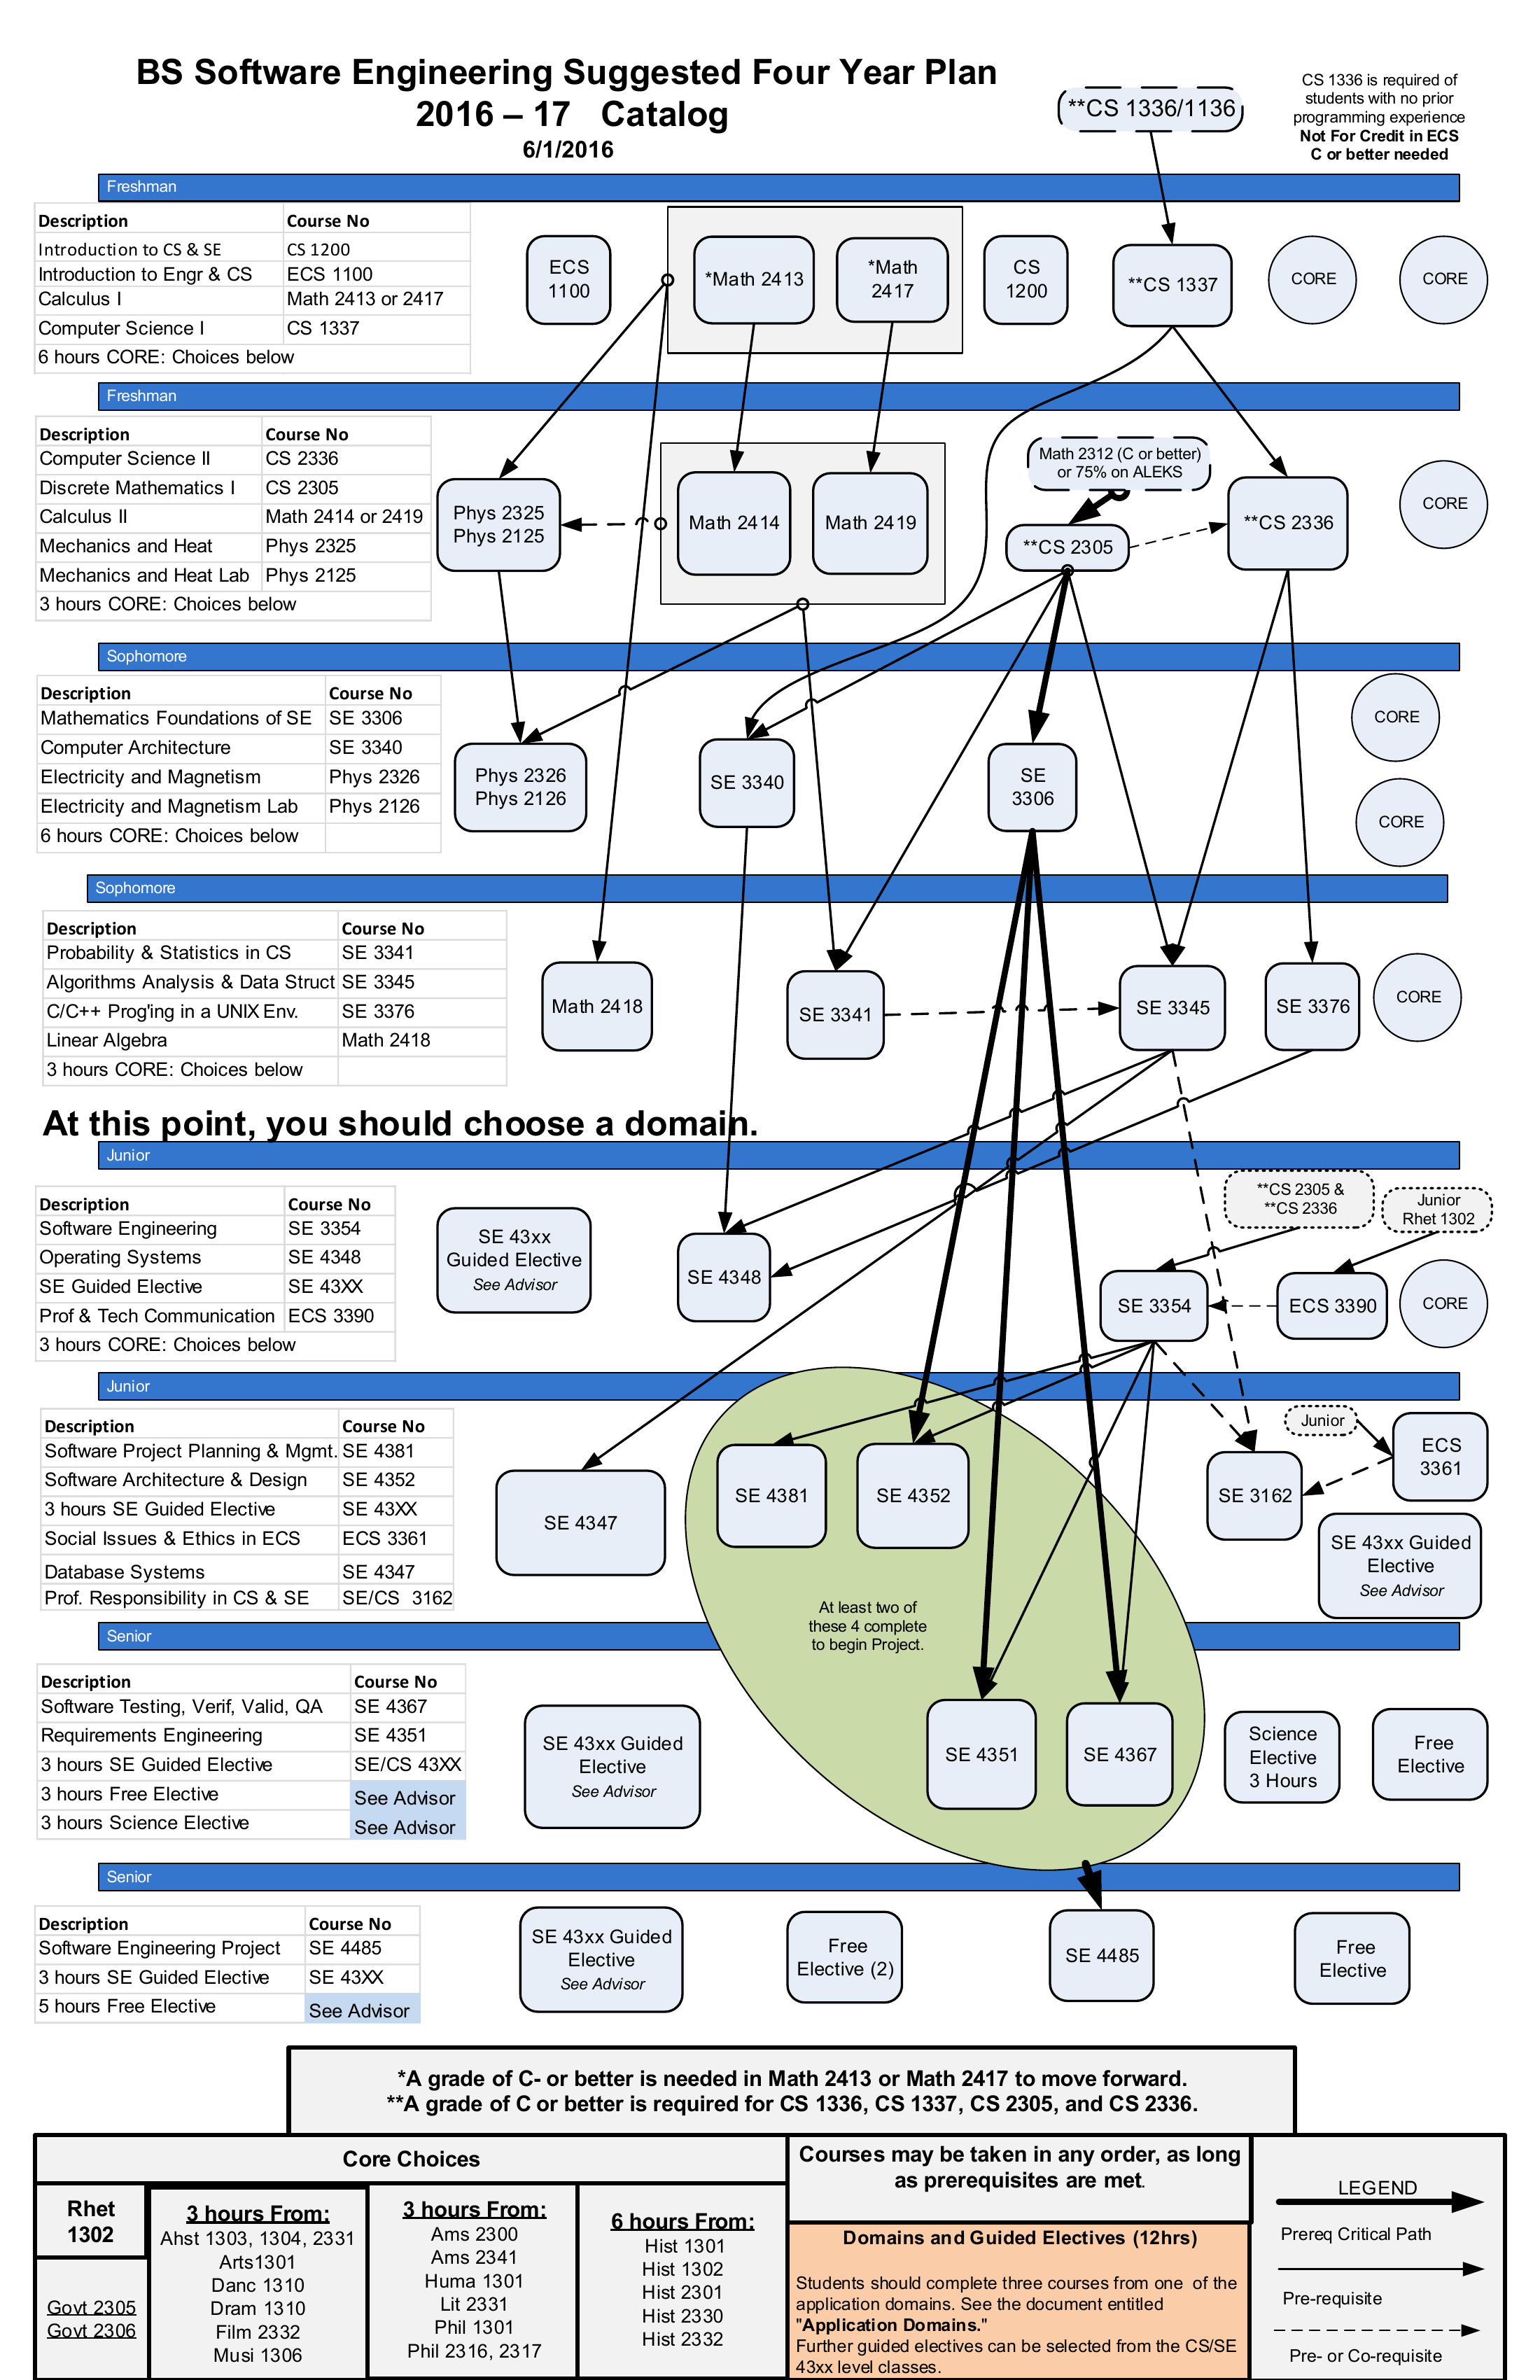 BS Software Engineering Suggested Four Year Plan
2016 – 17 Catalog
6/1/2016
**CS 1336/1136
CS 1336 is required of
students with no prior
programming experience
Not For Credit in ECS
C or better needed
Freshman
Description Course No
Introduction to CS & SE CS 1200
Introduction to Engr & CS ECS 1100
Calculus I Math 2413 or 2417
Computer Science I CS 1337
6 hours CORE: Choices below
ECS
1100
*Math 2413
*Math
2417
CS
1200
**CS 1337
CORE
CORE
Freshman
Description Course No
Computer Science II CS 2336
Discrete Mathematics I CS 2305
Calculus II Math 2414 or 2419
Mechanics and Heat Phys 2325
Mechanics and Heat Lab Phys 2125
3 hours CORE: Choices below
Phys 2325
Phys 2125
Math 2414
Math 2419
Math 2312 (C or better)
or 75% on ALEKS
**CS 2305
**CS 2336
CORE
Sophomore
Description Course No
Mathematics Foundations of SE SE 3306
Computer Architecture SE 3340
Electricity and Magnetism Phys 2326
Electricity and Magnetism Lab Phys 2126
6 hours CORE: Choices below
Phys 2326
Phys 2126
SE 3340
SE
3306
CORE
CORE
Sophomore
Description Course No
Probability & Statistics in CS SE 3341
Algorithms Analysis & Data Struct SE 3345
C/C++ Prog'ing in a UNIX Env. SE 3376
Linear Algebra Math 2418
3 hours CORE: Choices below
Math 2418
SE 3341
SE 3345
SE 3376
CORE
At this point, you should choose a domain.
Junior
Description Course No
Software Engineering SE 3354
Operating Systems SE 4348
SE Guided Elective SE 43XX
Prof & Tech Communication ECS 3390
3 hours CORE: Choices below
SE 43xx
Guided Elective
See Advisor
SE 4348
**CS 2305 &
**CS 2336
Junior
Rhet 1302
SE 3354
ECS 3390
CORE
Junior
Description Course No
Software Project Planning & Mgmt. SE 4381
Software Architecture & Design SE 4352
3 hours SE Guided Elective SE 43XX
Social Issues & Ethics in ECS ECS 3361
Database Systems SE 4347
Prof. Responsibility in CS & SE SE/CS 3162
SE 4347
SE 4381
SE 4352
SE 3162
Junior
ECS
3361
SE 43xx Guided
Elective
See Advisor
At least two of
these 4 complete
to begin Project.
Senior
Description Course No
Software Testing, Verif, Valid, QA SE 4367
Requirements Engineering SE 4351
3 hours SE Guided Elective SE/CS 43XX
3 hours Free Elective See Advisor
3 hours Science Elective See Advisor
SE 43xx Guided
Elective
See Advisor
SE 4351
SE 4367
Science
Elective
3 Hours
Free
Elective
Senior
Description Course No
Software Engineering Project SE 4485
3 hours SE Guided Elective SE 43XX
5 hours Free Elective See Advisor
SE 43xx Guided
Elective
See Advisor
Free
Elective (2)
SE 4485
Free
Elective
*A grade of C- or better is needed in Math 2413 or Math 2417 to move forward.
**A grade of C or better is required for CS 1336, CS 1337, CS 2305, and CS 2336.
Core Choices
Rhet
1302
Govt 2305
Govt 2306
3 hours From:
Ahst 1303, 1304, 2331
Arts1301
Danc 1310
Dram 1310
Film 2332
Musi 1306
3 hours From:
Ams 2300
Ams 2341
Huma 1301
Lit 2331
Phil 1301
Phil 2316, 2317
6 hours From:
Hist 1301
Hist 1302
Hist 2301
Hist 2330
Hist 2332
Courses may be taken in any order, as long
as prerequisites are met.
Domains and Guided Electives (12hrs)
Students should complete three courses from one of the
application domains. See the document entitled
"Application Domains."
Further guided electives can be selected from the CS/SE
43xx level classes.
LEGEND
Prereq Critical Path
Pre-requisite
Pre- or Co-requisite